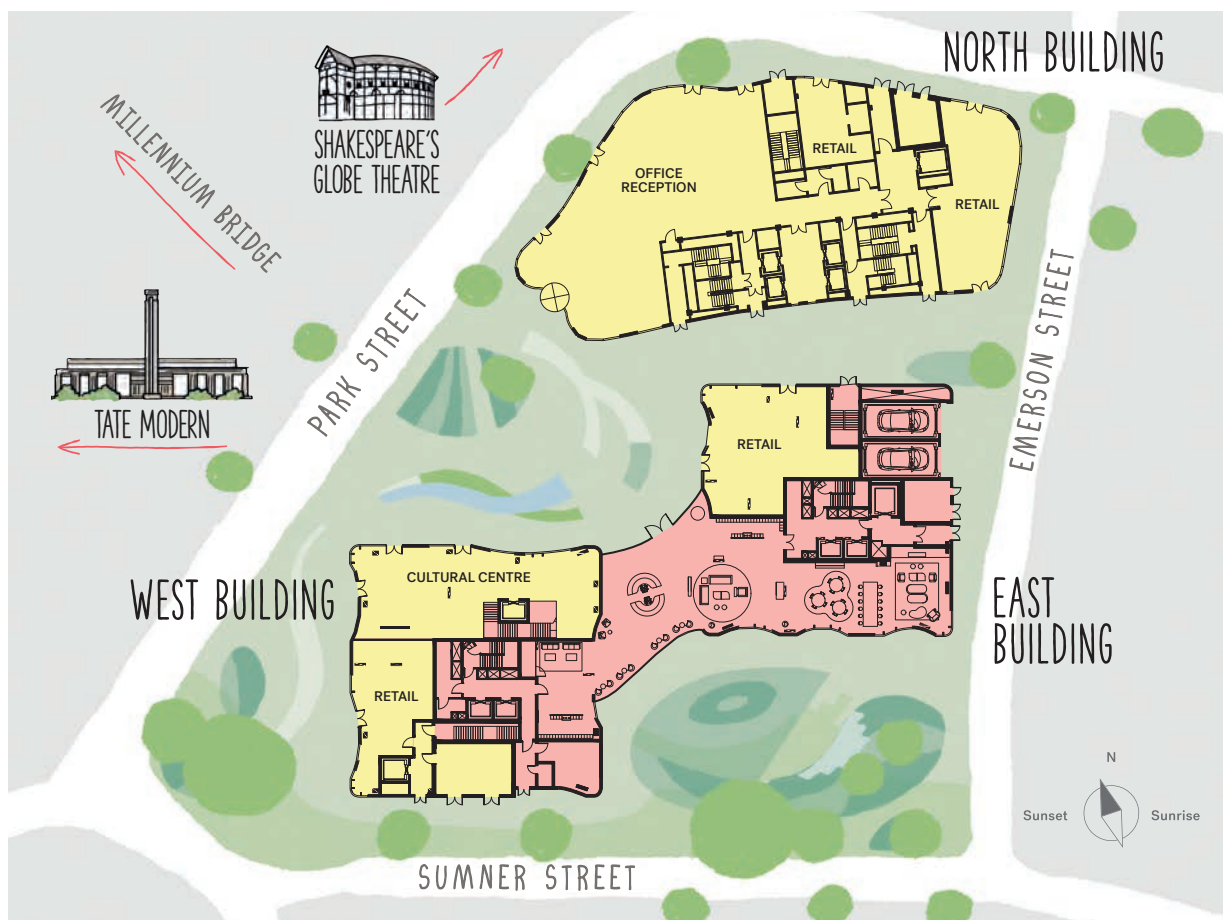 NORTH BUILDING
SHAKESPEARE'S
GLOBE THEATRE
MILLENNIUM BRIDGE
OFFICE
RECEPTION
RETAIL
RETAIL
TATE MODERN
PARK STREET
EMERSON STREET
RETAIL
CULTURAL CENTRE
WEST BUILDING
EAST
BUILDING
RETAIL
N
Sunset
Sunrise
SUMNER STREET